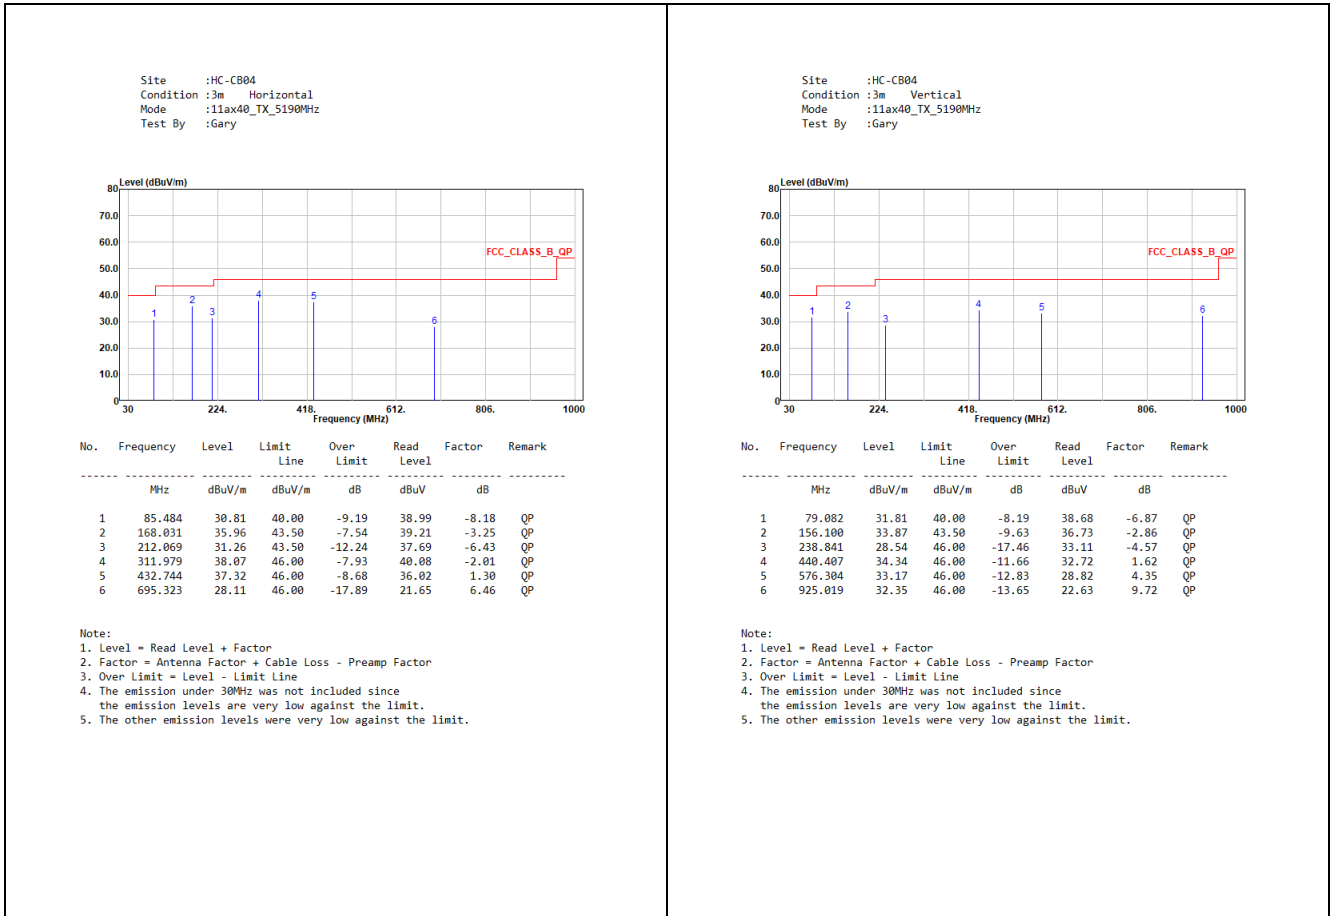 Site      :HC-CB04
Condition :3m   Horizontal
Mode      :11ax40_TX_5190MHz
Test By   :Gary
Level (dBuV/m)
80
70.0
60.0
FCC_CLASS_B_QP
50.0
40.0
30.0
20.0
10.0
0
1 2 3 4 5 6
30 224. 418. 612. 806. 1000
Frequency (MHz)
No. Frequency Level Limit Over Read Factor Remark
Line Limit Level
------ ---------- -------- --------- -------- --------- -------- ---------
MHz dBuV/m dBuV/m dB dBuV dB
1 85.484 30.81 40.00 -9.19 38.99 -8.18 QP
2 168.031 35.96 43.50 -7.54 39.21 -3.25 QP
3 212.069 31.26 43.50 -12.24 37.69 -6.43 QP
4 311.979 38.07 46.00 -7.93 40.08 -2.01 QP
5 432.744 37.32 46.00 -8.68 36.02 1.30 QP
6 695.323 28.11 46.00 -17.89 21.65 6.46 QP
Note:
1. Level = Read Level + Factor
2. Factor = Antenna Factor + Cable Loss - Preamp Factor
3. Over Limit = Level - Limit Line
4. The emission under 30MHz was not included since
the emission levels are very low against the limit.
5. The other emission levels were very low against the limit.
Site      :HC-CB04
Condition :3m   Vertical
Mode      :11ax40_TX_5190MHz
Test By   :Gary
Level (dBuV/m)
80
70.0
60.0
FCC_CLASS_B_QP
50.0
40.0
30.0
20.0
10.0
0
1 2 3 4 5 6
30 224. 418. 612. 806. 1000
Frequency (MHz)
No. Frequency Level Limit Over Read Factor Remark
Line Limit Level
------ ---------- -------- --------- -------- --------- -------- ---------
MHz dBuV/m dBuV/m dB dBuV dB
1 79.082 31.81 40.00 -8.19 38.68 -6.87 QP
2 156.100 33.87 43.50 -9.63 36.73 -2.86 QP
3 238.841 28.54 46.00 -17.46 33.11 -4.57 QP
4 440.407 34.34 46.00 -11.66 32.72 1.62 QP
5 576.304 33.17 46.00 -12.83 28.82 4.35 QP
6 925.019 32.35 46.00 -13.65 22.63 9.72 QP
Note:
1. Level = Read Level + Factor
2. Factor = Antenna Factor + Cable Loss - Preamp Factor
3. Over Limit = Level - Limit Line
4. The emission under 30MHz was not included since
the emission levels are very low against the limit.
5. The other emission levels were very low against the limit.